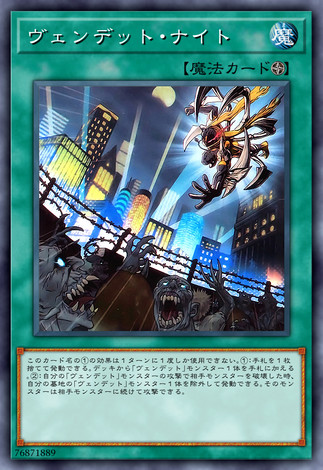 ヴェンデット・ナイト
魔
【魔法カード】
このカード名の①の効果は1ターンに1度しか使用できない。①:手札を1枚
捨てて発動できる。デッキから「ヴェンデット」モンスター1体を手札に加える
。②:自分の「ヴェンデット」モンスターの攻撃で相手モンスターを破壊した時、
自分の墓地の「ヴェンデット」モンスター1体を除外して発動できる。そのモン
スターは相手モンスターに続けて攻撃できる。
76871889